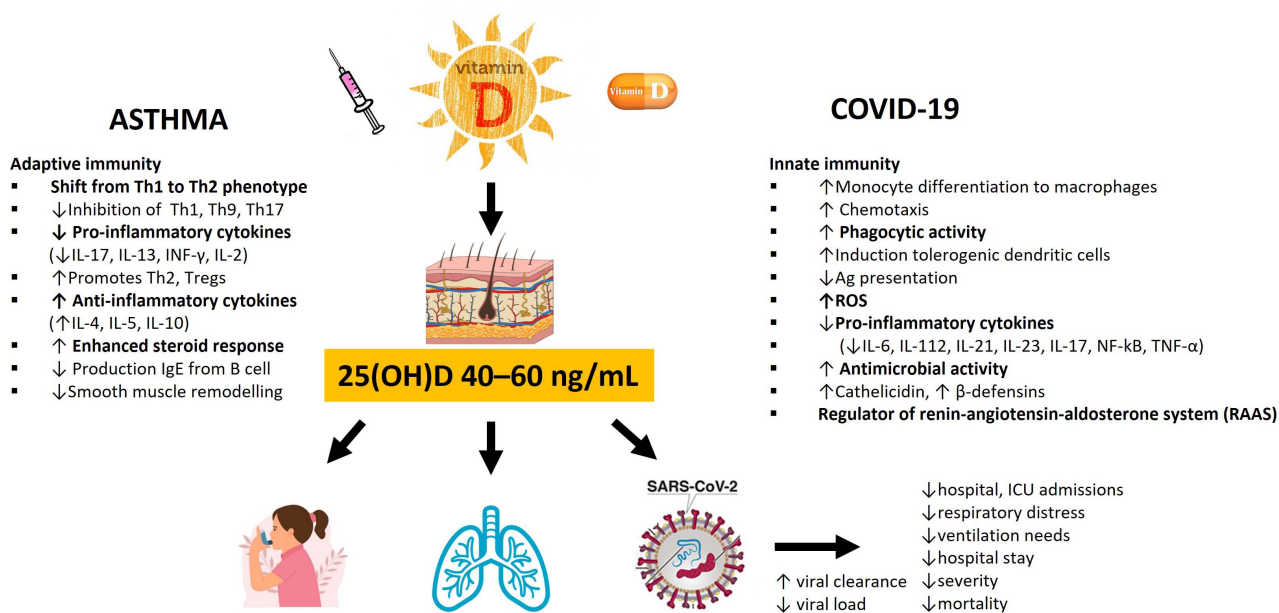 vitamin
D
Vitamin D
ASTHMA
Adaptive immunity
▪ Shift from Th1 to Th2 phenotype
▪ ↓Inhibition of Th1, Th9, Th17
▪ ↓ Pro-inflammatory cytokines
(↓IL-17, IL-13, INF-γ, IL-2)
▪ ↑Promotes Th2, Tregs
▪ ↑ Anti-inflammatory cytokines
(↑IL-4, IL-5, IL-10)
▪ ↑ Enhanced steroid response
▪ ↓ Production IgE from B cell
▪ ↓Smooth muscle remodelling
COVID-19
Innate immunity
▪ ↑Monocyte differentiation to macrophages
▪ ↑ Chemotaxis
▪ ↑ Phagocytic activity
▪ ↑Induction tolerogenic dendritic cells
▪ ↓Ag presentation
▪ ↑ROS
▪ ↓Pro-inflammatory cytokines
▪ (↓IL-6, IL-112, IL-21, IL-23, IL-17, NF-kB, TNF-α)
▪ ↑ Antimicrobial activity
▪ ↑Cathelicidin, ↑ β-defensins
▪ Regulator of renin-angiotensin-aldosterone system (RAAS)
25(OH)D 40–60 ng/mL
SARS-CoV-2
↑ viral clearance
↓ viral load
↓hospital, ICU admissions
↓respiratory distress
↓ventilation needs
↓hospital stay
↓severity
↓mortality